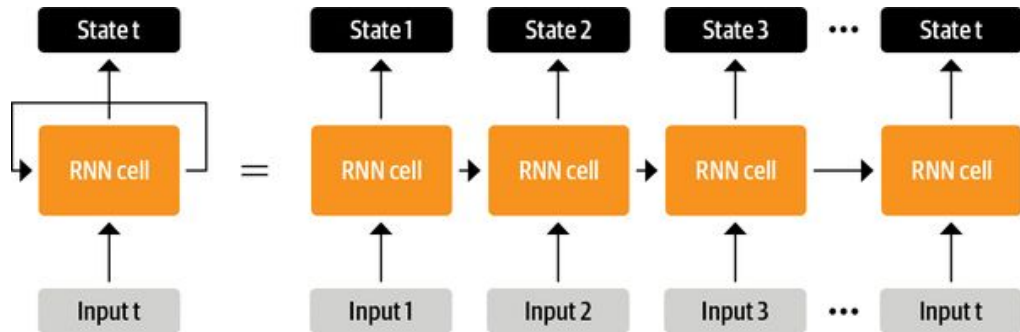 State t
State 1
State 2
State 3
•••
State t
RNN cell
=
RNN cell
RNN cell
RNN cell
RNN cell
Input t
Input 1
Input 2
Input 3
•••
Input t